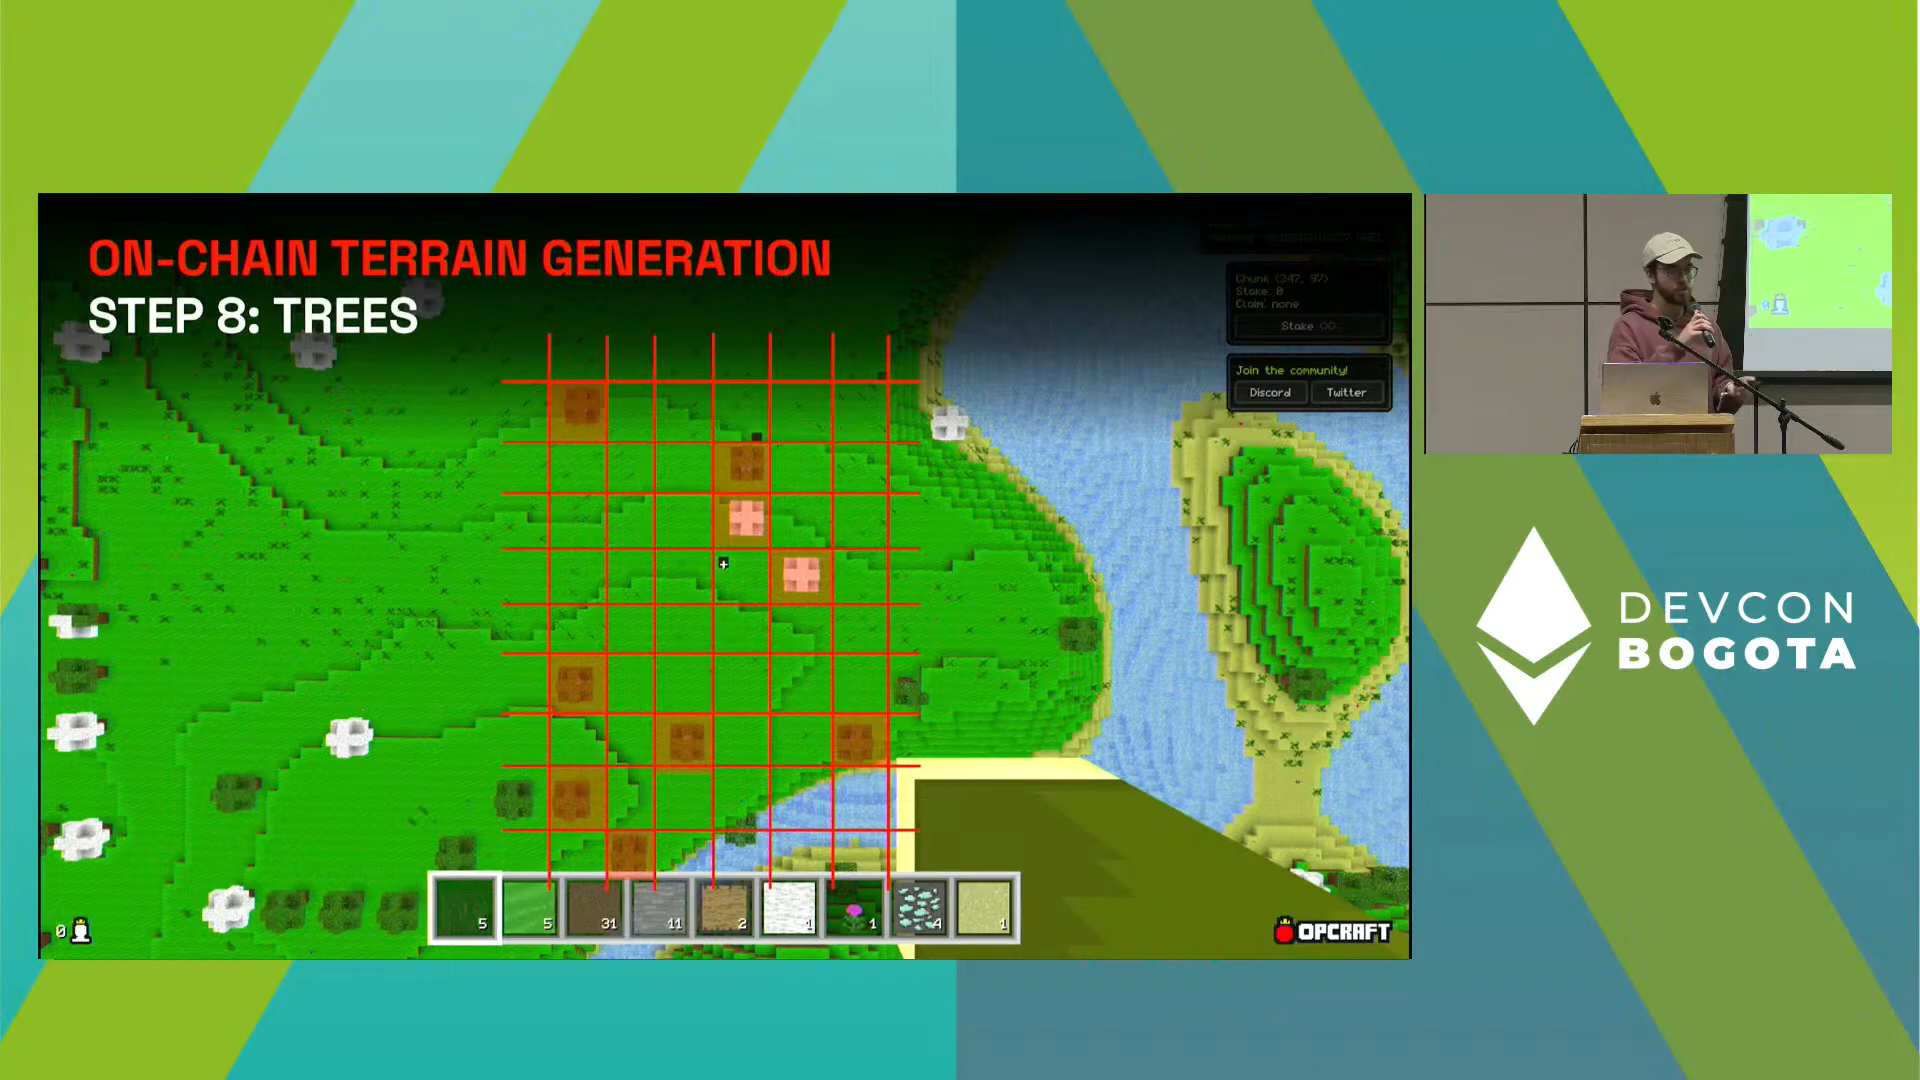 ON-CHAIN TERRAIN GENERATION
STEP 8: TREES
Chunk (347, 97)
Stake: 0
Claim: none
Stake
Join the community!
Discord
Twitter
DEVCON
BOGOTA
5
5
31
11
2
1
1
4
1
0
OPCRAFT